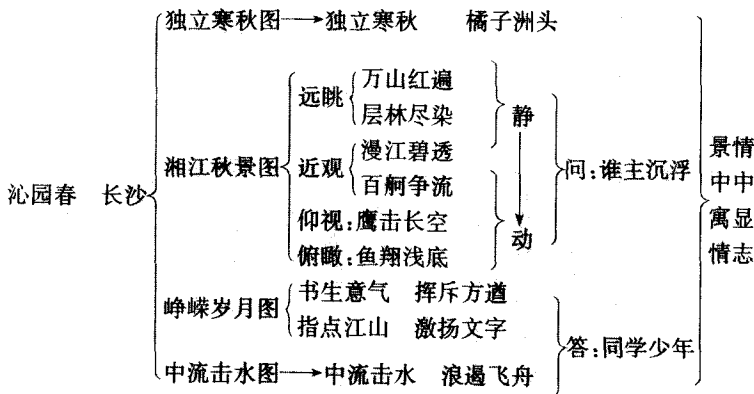 独立寒秋图 独立寒秋 橘子洲头
远眺 万山红遍
层林尽染
静
湘江秋景图
近观 漫江碧透
百舸争流
问:谁主沉浮
沁园春 长沙
仰视:鹰击长空
动
俯瞰:鱼翔浅底
景中寓情
情中显志
峥嵘岁月图 书生意气 挥斥方遒
指点江山 激扬文字
答:同学少年
中流击水图 中流击水 浪遏飞舟